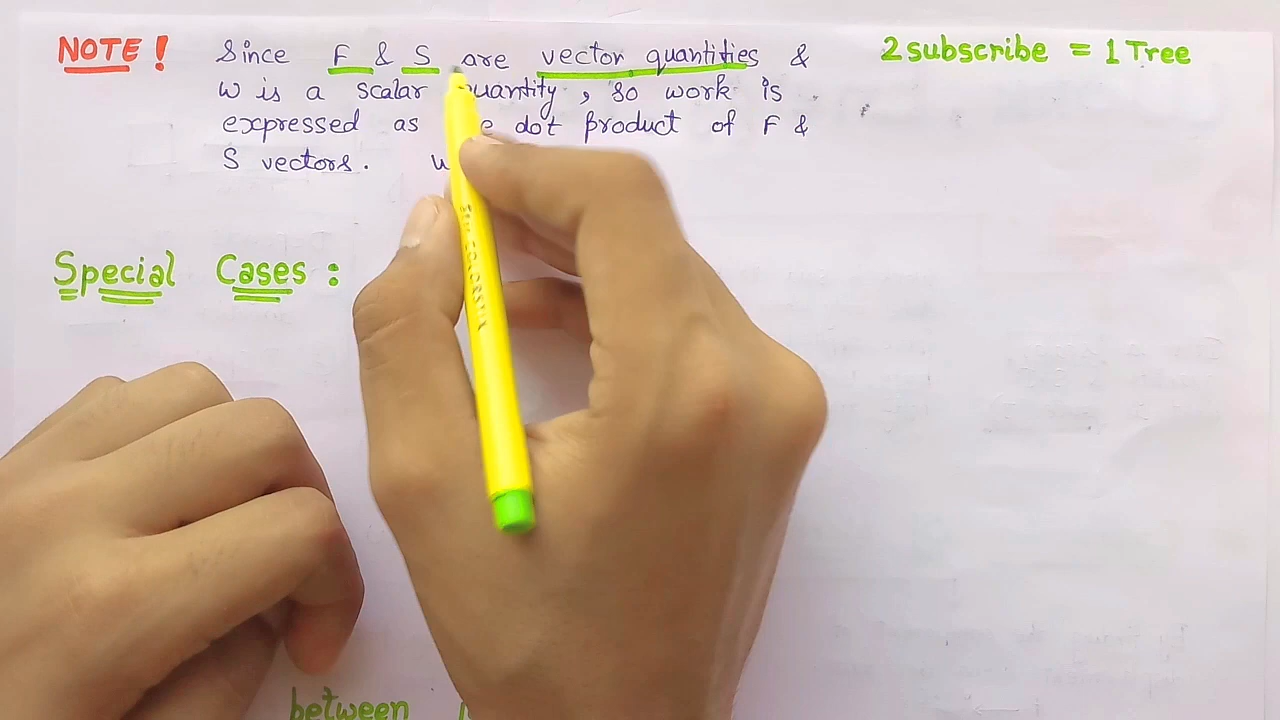 NOTE! Since F & S are vector quantities &
W is a scalar quantity, so work is
expressed as dot product of F &
S vectors. W
2 subscribe = 1 Tree
Special Cases:
between